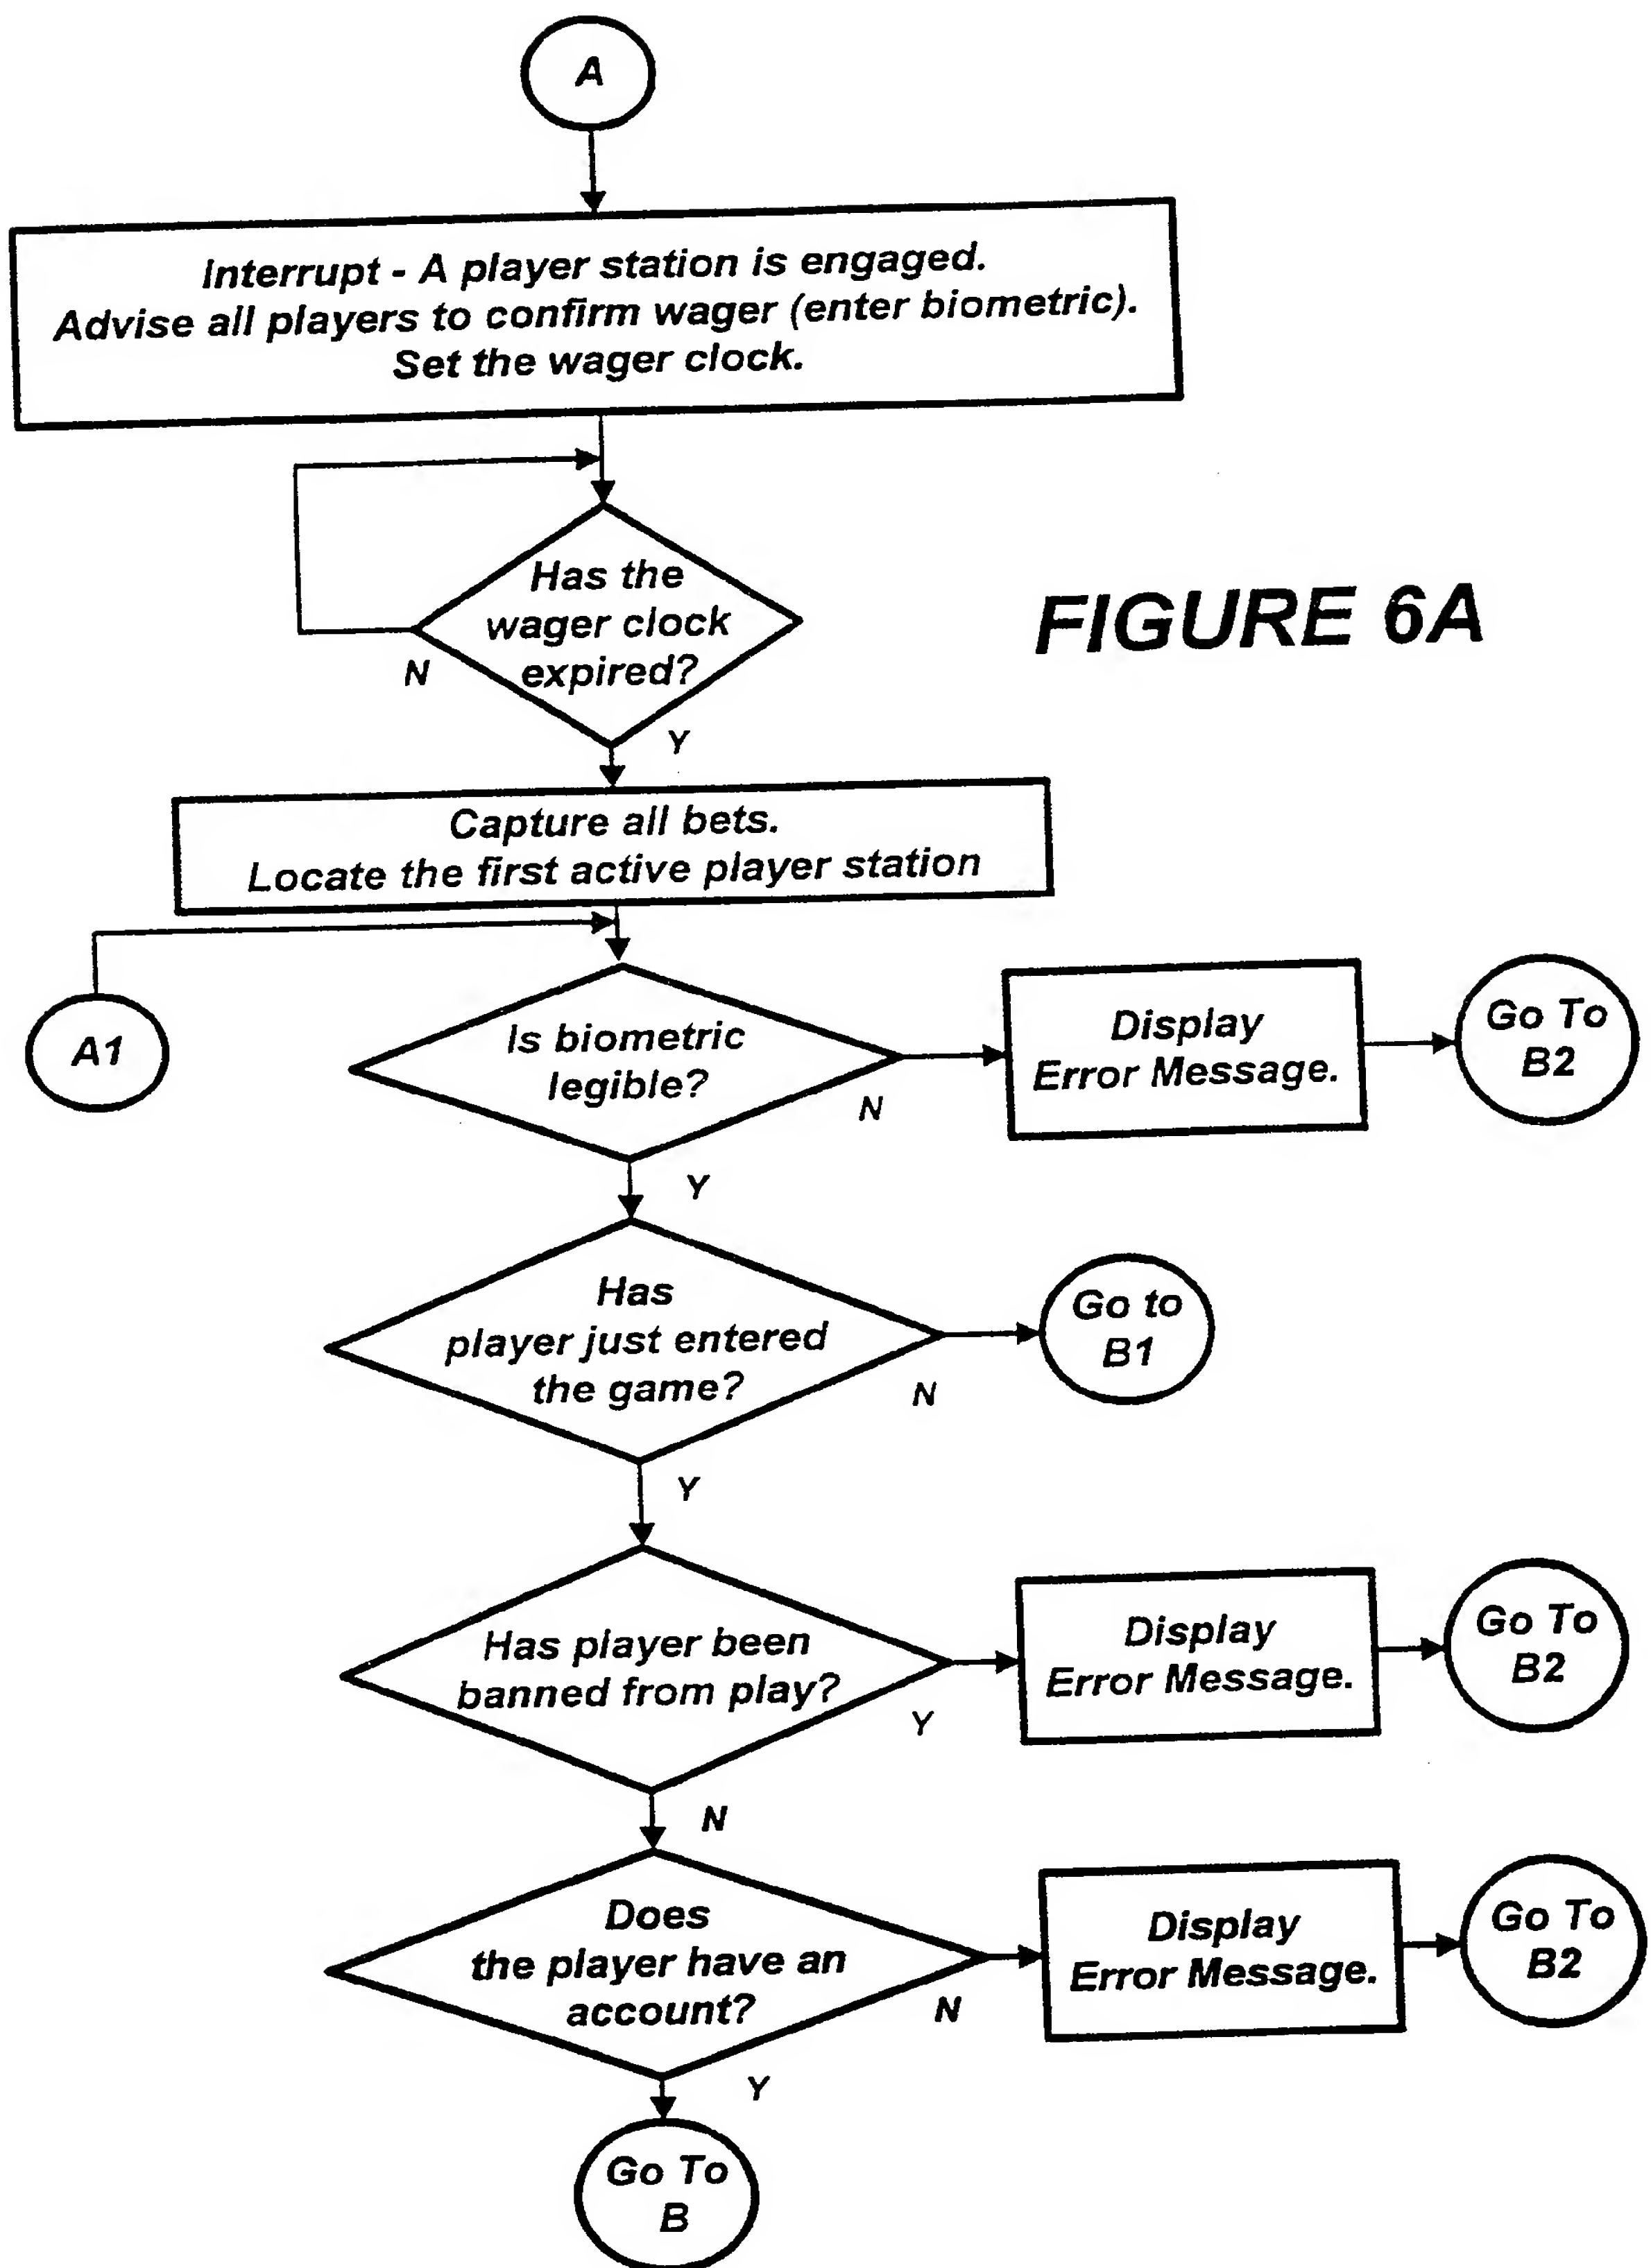 A
Interrupt - A player station is engaged.
Advise all players to confirm wager (enter biometric).
Set the wager clock.
Has the
wager clock
expired?
N
Y
FIGURE 6A
Capture all bets.
Locate the first active player station
A1
Is biometric
legible?
N
Y
Display
Error Message.
Go To
B2
Has
player just entered
the game?
N
Y
Go to
B1
Has player been
banned from play?
Y
N
Display
Error Message.
Go To
B2
Does
the player have an
account?
N
Y
Display
Error Message.
Go To
B2
Go To
B